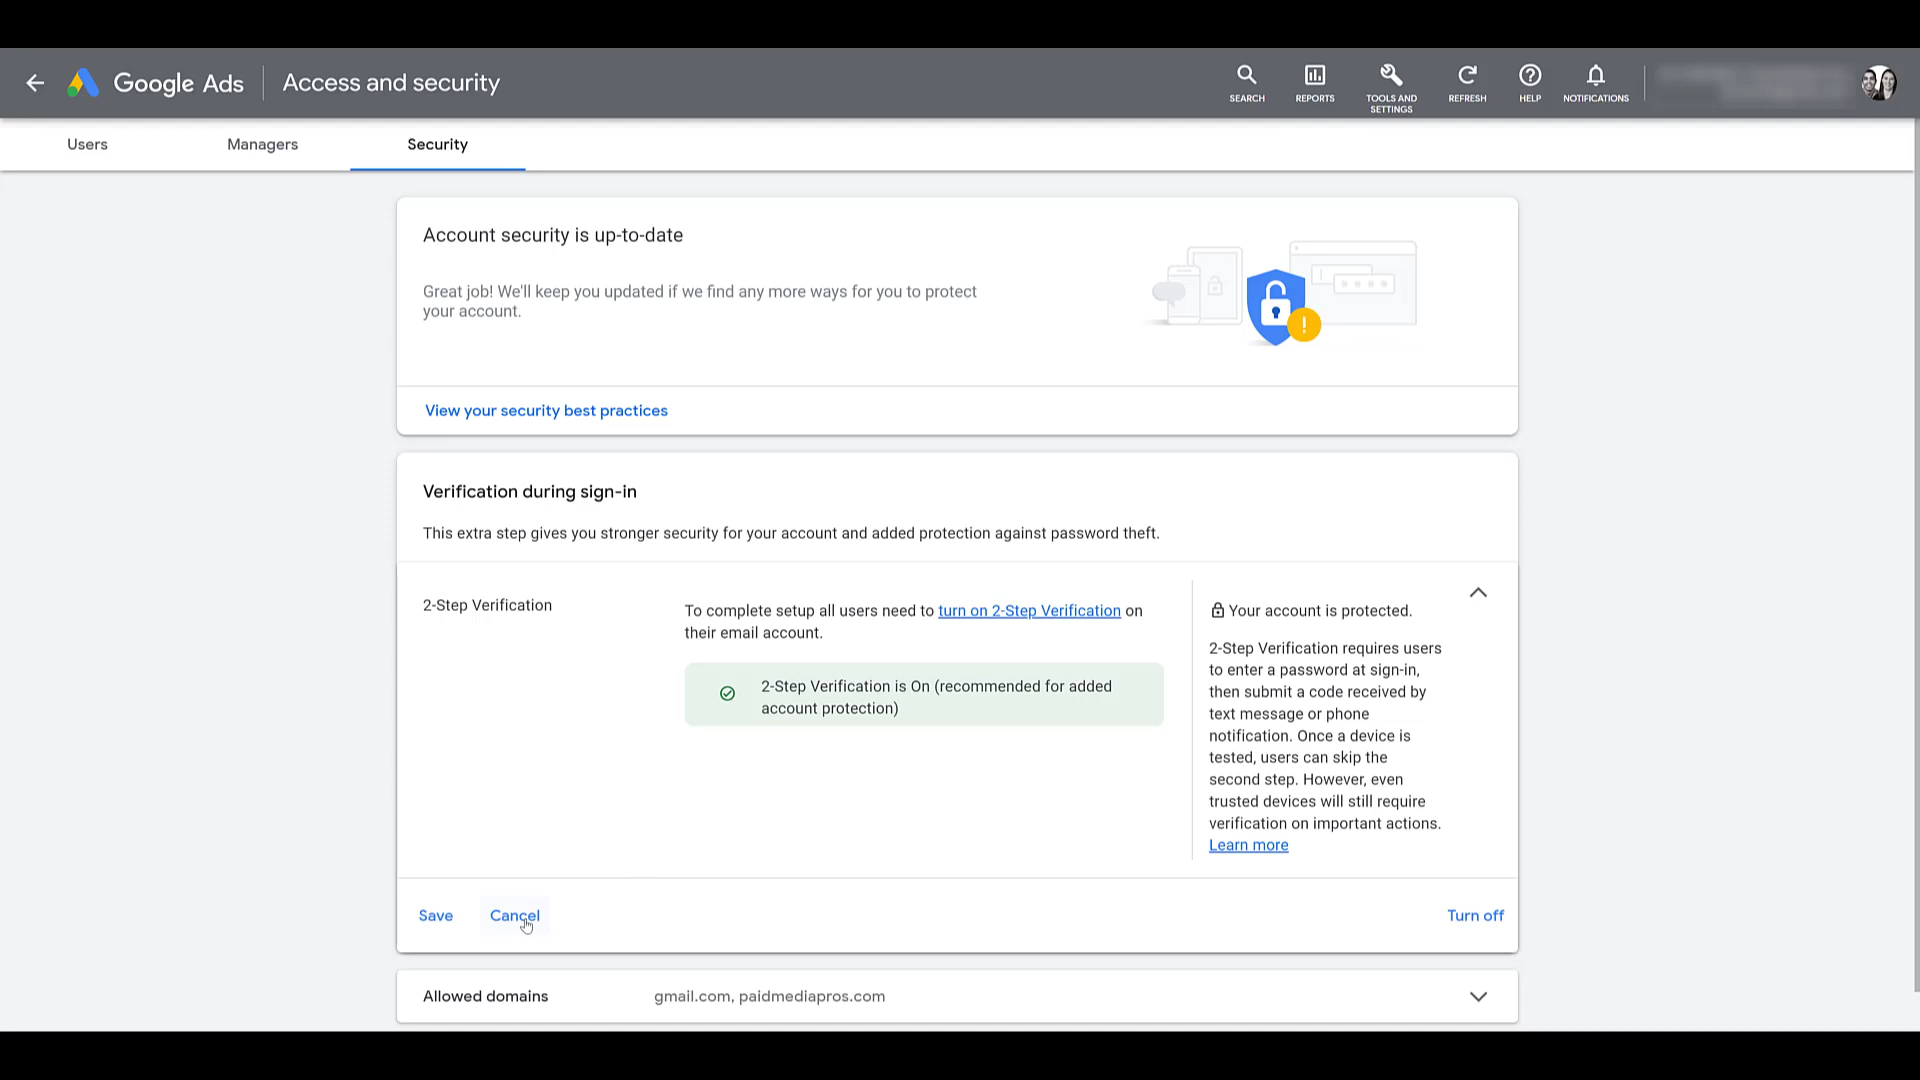 Google Ads
Access and security
SEARCH
REPORTS
TOOLS AND
SETTINGS
REFRESH
HELP
NOTIFICATIONS
Users
Managers
Security
Account security is up-to-date
Great job! We'll keep you updated if we find any more ways for you to protect
your account.
View your security best practices
Verification during sign-in
This extra step gives you stronger security for your account and added protection against password theft.
2-Step Verification
To complete setup all users need to turn on 2-Step Verification on
their email account.
2-Step Verification is On (recommended for added
account protection)
Your account is protected.
2-Step Verification requires users
to enter a password at sign-in,
then submit a code received by
text message or phone
notification. Once a device is
tested, users can skip the
second step. However, even
trusted devices will still require
verification on important actions.
Learn more
Save
Cancel
Turn off
Allowed domains
gmail.com, paidmediapros.com